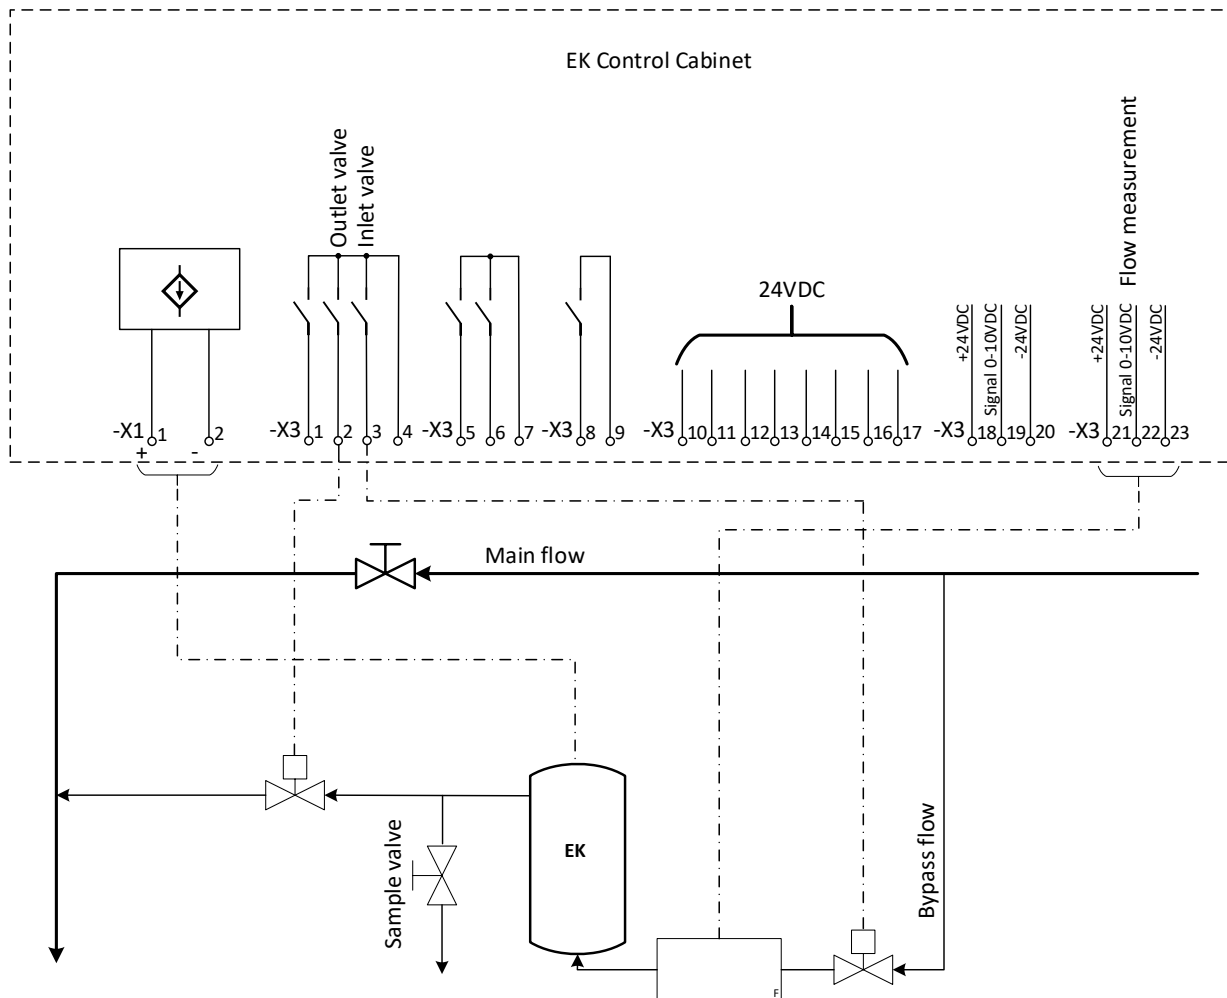 EK Control Cabinet
Outlet valve
Inlet valve
Flow measurement
24VDC
+24VDC
Signal 0-10VDC
-24VDC
+24VDC
Signal 0-10VDC
-24VDC
-X1 1 2
+ -
-X3 1 2 3 4
-X3 5 6 7
-X3 8 9
-X3 10 11 12 13 14 15 16 17
-X3 18 19 20
-X3 21 22 23
Main flow
Sample valve
EK
Bypass flow
F